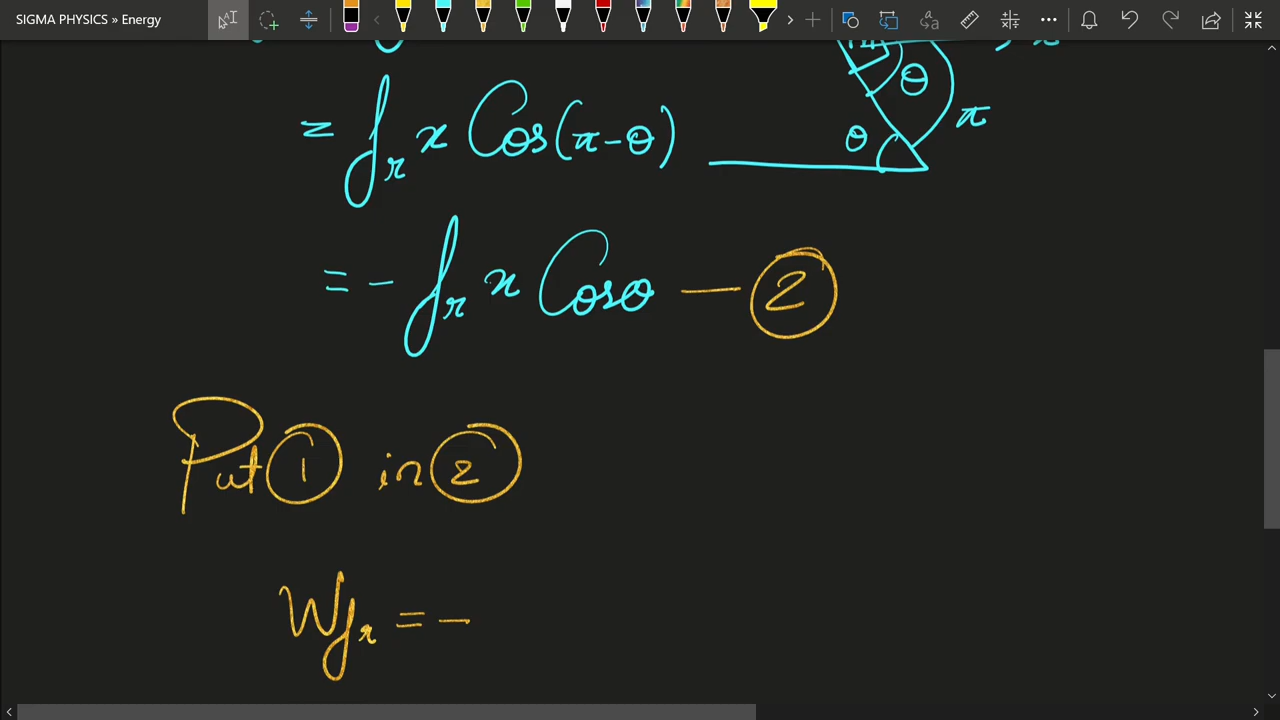 SIGMA PHYSICS » Energy
= fr x Cos(π-θ)
θ
θ
π
= - fr x Cosθ — 2
Put 1 in 2
Wfr = -